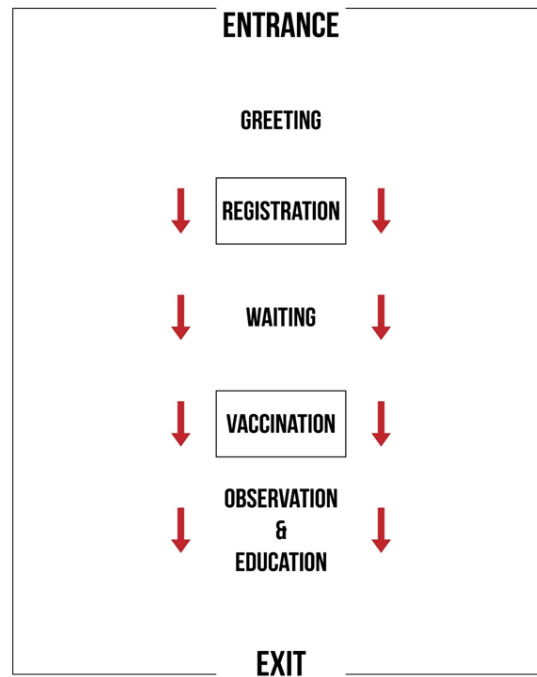 ENTRANCE
GREETING
REGISTRATION
WAITING
VACCINATION
OBSERVATION
&
EDUCATION
EXIT